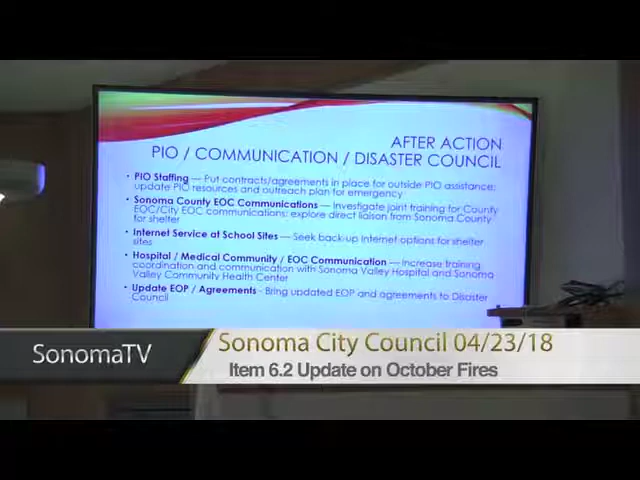 AFTER ACTION
PIO / COMMUNICATION / DISASTER COUNCIL
• PIO Staffing — Put contracts/agreements in place for outside PIO assistance;
update PIO resources and outreach plan for emergency
• Sonoma County EOC Communications — Investigate joint training for County
EOC/City EOC communications; explore direct liaison from Sonoma County
for shelter
• Internet Service at School Sites — Seek back-up Internet options for shelter
sites
• Hospital / Medical Community / EOC Communication — Increase training
coordination and communication with Sonoma Valley Hospital and Sonoma
Valley Community Health Center
• Update EOP / Agreements - Bring updated EOP and agreements to Disaster
Council
SonomaTV
Sonoma City Council 04/23/18
Item 6.2 Update on October Fires